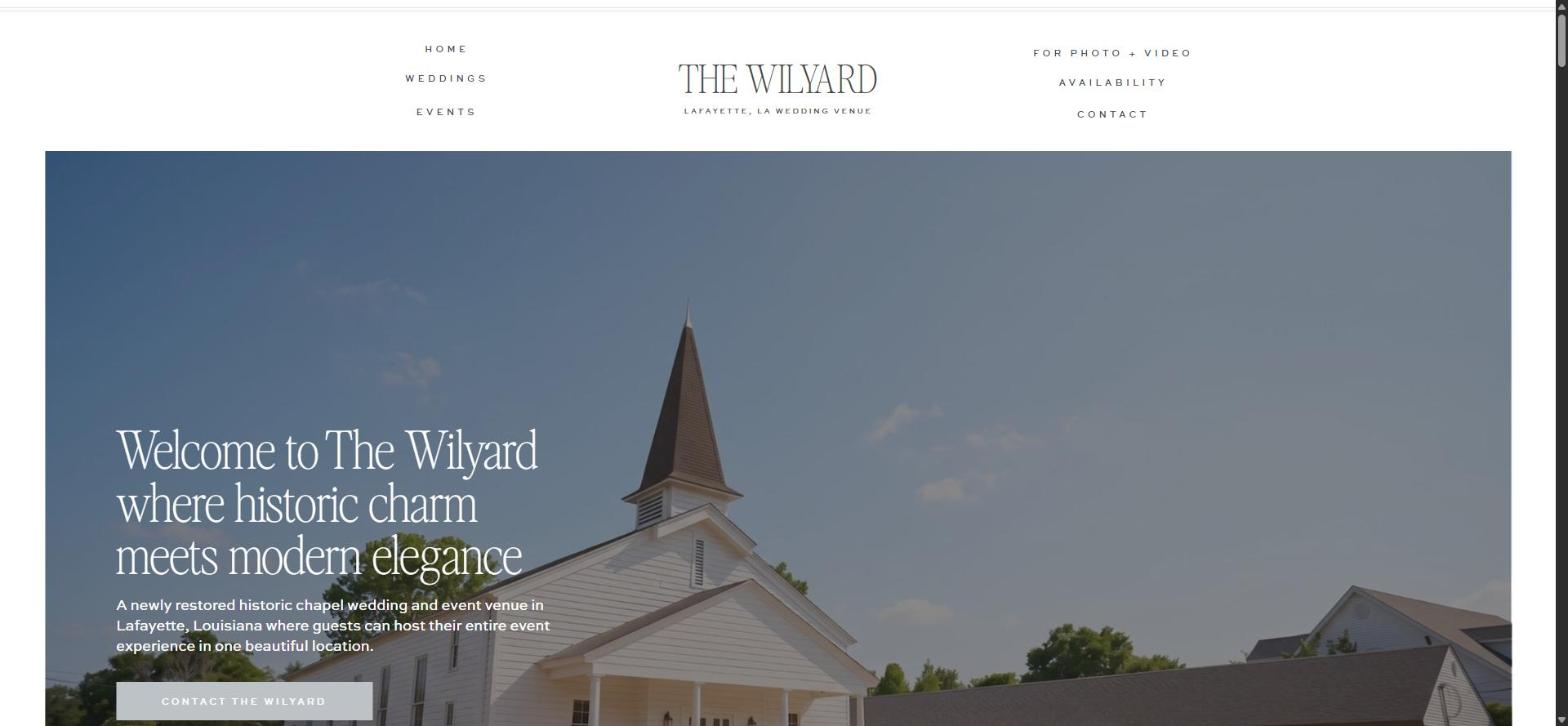 HOME
WEDDINGS
EVENTS
THE WILYARD
LAFAYETTE, LA WEDDING VENUE
FOR PHOTO + VIDEO
AVAILABILITY
CONTACT
Welcome to The Wilyard
where historic charm
meets modern elegance
A newly restored historic chapel wedding and event venue in
Lafayette, Louisiana where guests can host their entire event
experience in one beautiful location.
CONTACT THE WILYARD